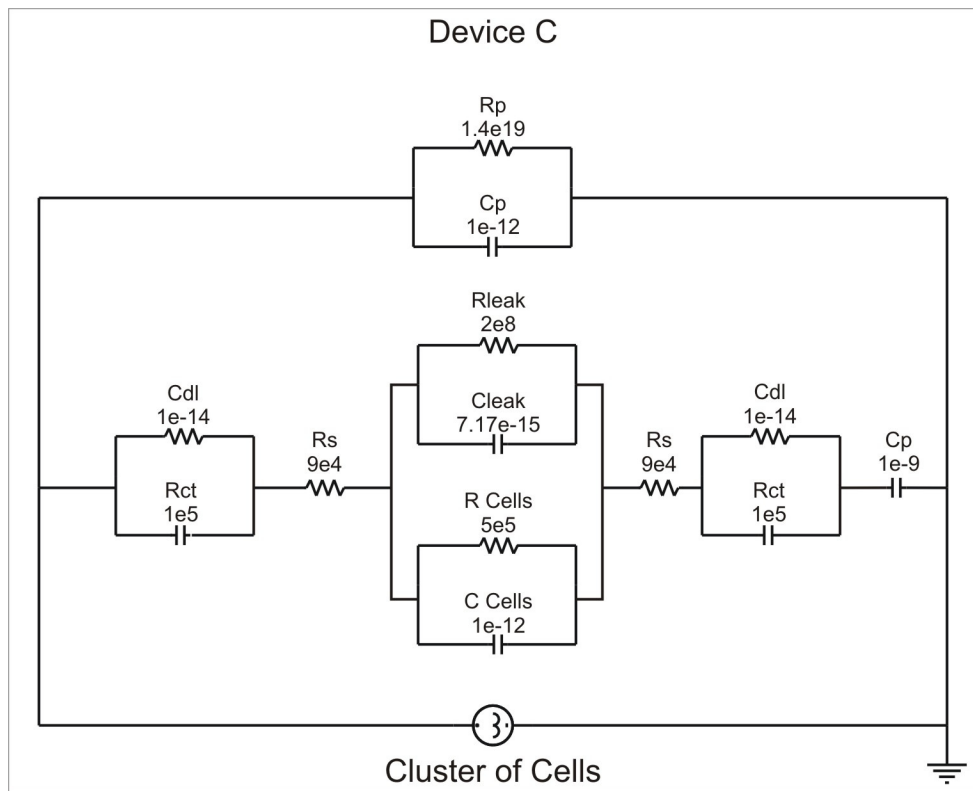 Device C
Rp
1.4e19
Cp
1e-12
Rleak
2e8
Cleak
7.17e-15
Cdl
1e-14
Rct
1e5
Rs
9e4
R Cells
5e5
C Cells
1e-12
Rs
9e4
Cdl
1e-14
Rct
1e5
Cp
1e-9
Cluster of Cells